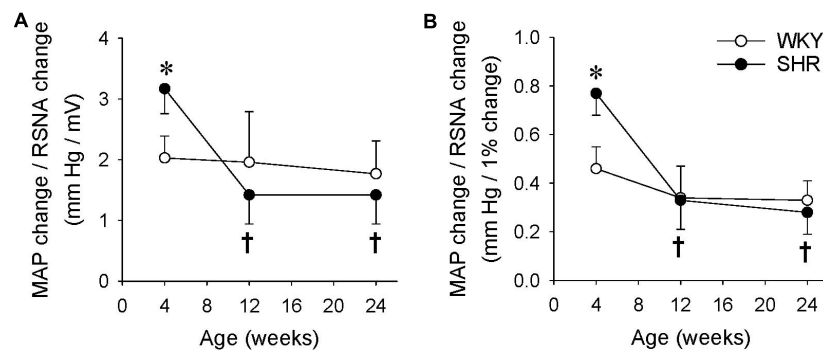 A
MAP change / RSNA change
(mm Hg / mV)
4
3
2
1
0
*
†
†
0 4 8 12 16 20 24
Age (weeks)
B
MAP change / RSNA change
(mm Hg / 1% change)
1.0
0.8
0.6
0.4
0.2
0.0
WKY
SHR
*
†
†
0 4 8 12 16 20 24
Age (weeks)